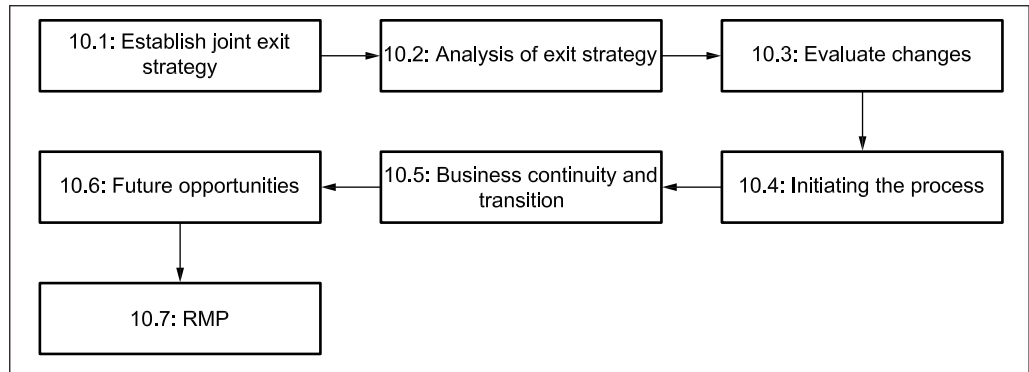 10.1: Establish joint exit
strategy
10.2: Analysis of exit strategy
10.3: Evaluate changes
10.4: Initiating the process
10.5: Business continuity and
transition
10.6: Future opportunities
10.7: RMP